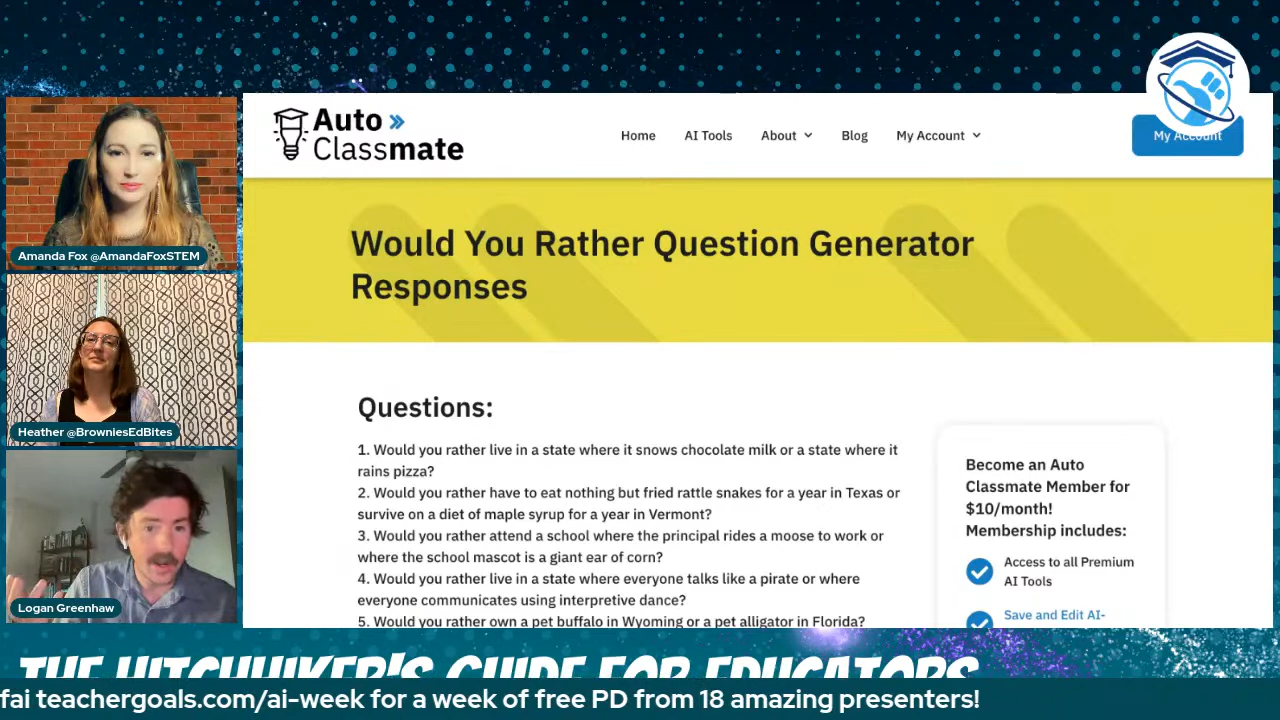 Auto
Classmate
Home
AI Tools
About
Blog
My Account
My Account
Would You Rather Question Generator
Responses
Questions:
1. Would you rather live in a state where it snows chocolate milk or a state where it
rains pizza?
2. Would you rather have to eat nothing but fried rattle snakes for a year in Texas or
survive on a diet of maple syrup for a year in Vermont?
3. Would you rather attend a school where the principal rides a moose to work or
where the school mascot is a giant ear of corn?
4. Would you rather live in a state where everyone talks like a pirate or where
everyone communicates using interpretive dance?
5. Would you rather own a pet buffalo in Wyoming or a pet alligator in Florida?
Become an Auto
Classmate Member for
$10/month!
Membership includes:
Access to all Premium
AI Tools
Save and Edit AI-
Amanda Fox @AmandaFoxSTEM
Heather @BrowniesEdBites
Logan Greenhaw
THE HITCHHIKER'S GUIDE FOR EDUCATORS
fai teachergoals.com/ai-week for a week of free PD from 18 amazing presenters!